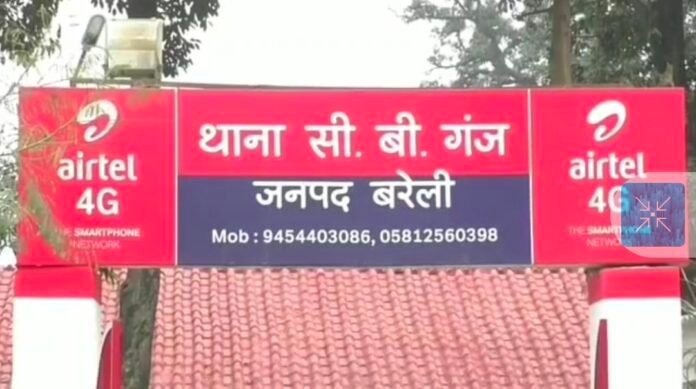 airtel
4G
THE SMARTPHONE
NETWORK
थाना सी. बी. गंज
जनपद बरेली
Mob : 9454403086, 05812560398
airtel
4G
THE SMARTPHONE
NETWORK